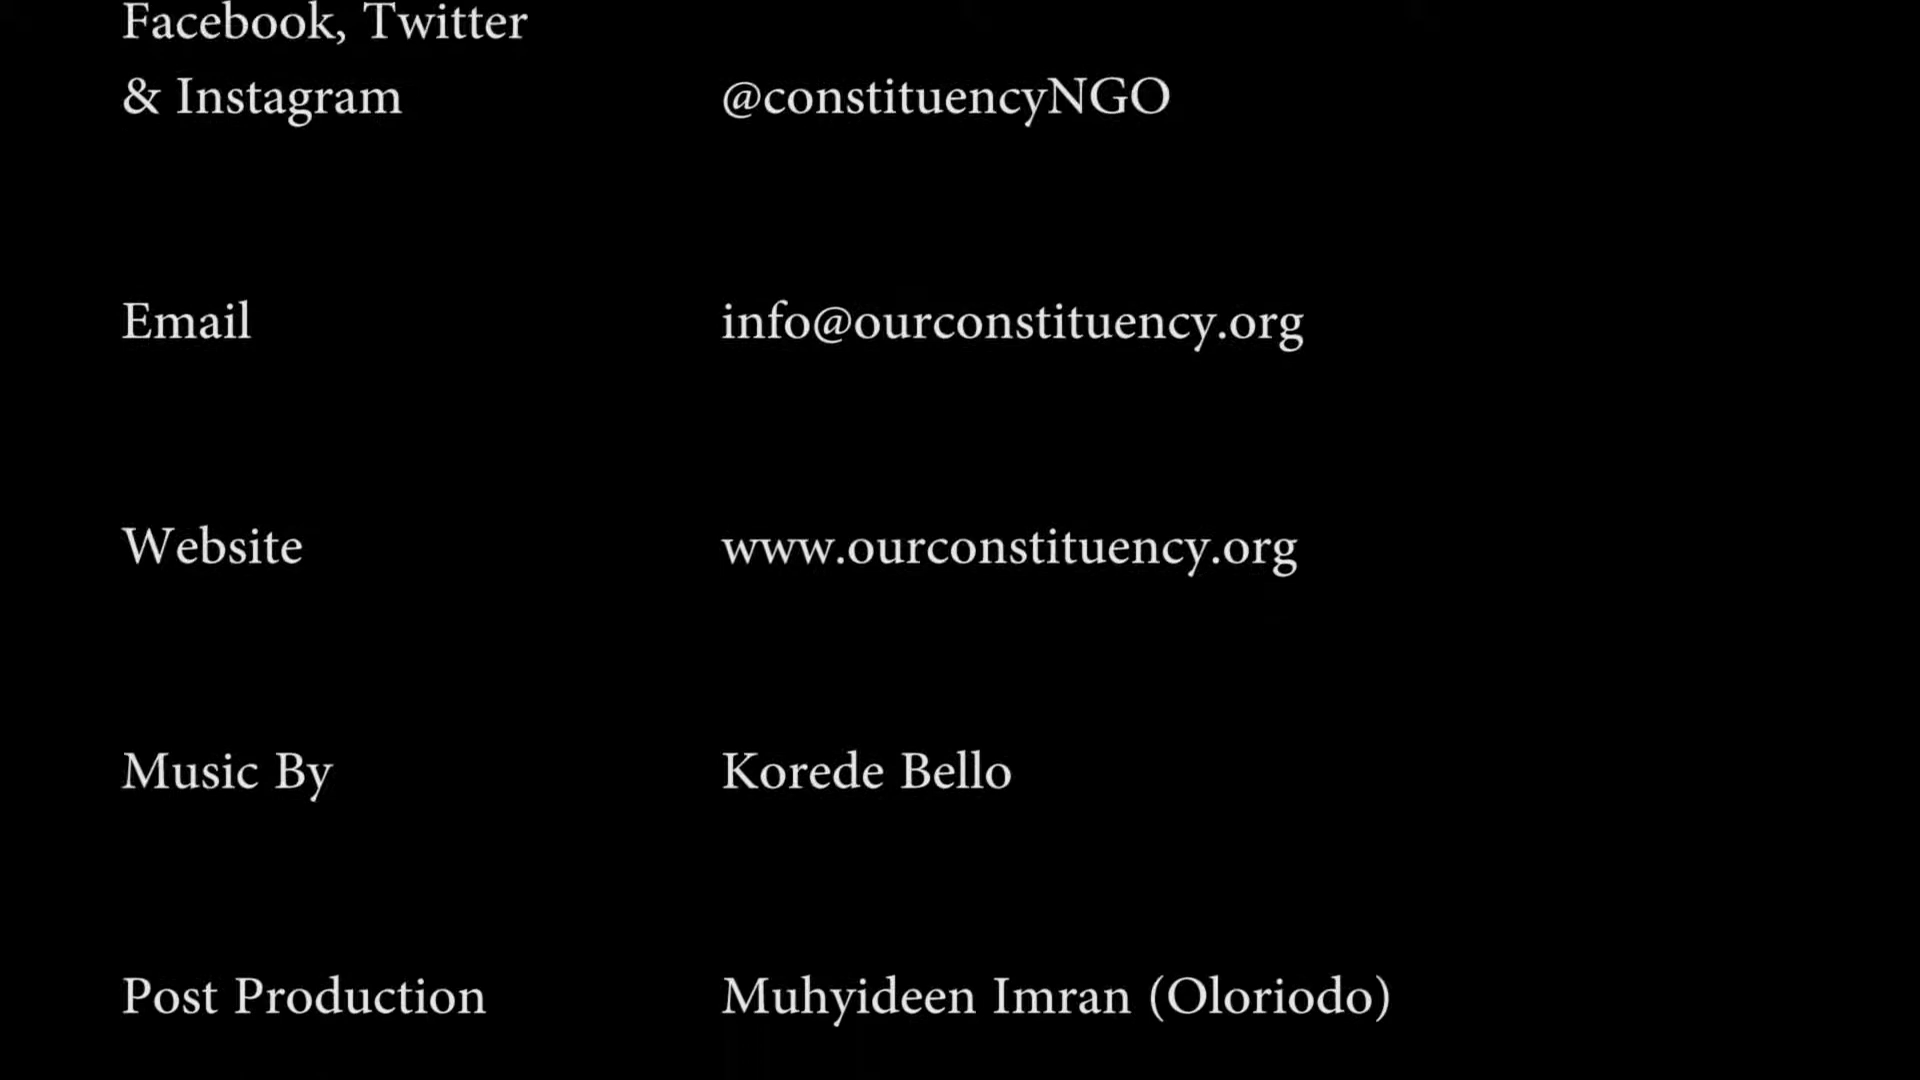 Facebook, Twitter
& Instagram @constituencyNGO
Email info@ourconstituency.org
Website www.ourconstituency.org
Music By Korede Bello
Post Production Muhyideen Imran (Oloriodo)